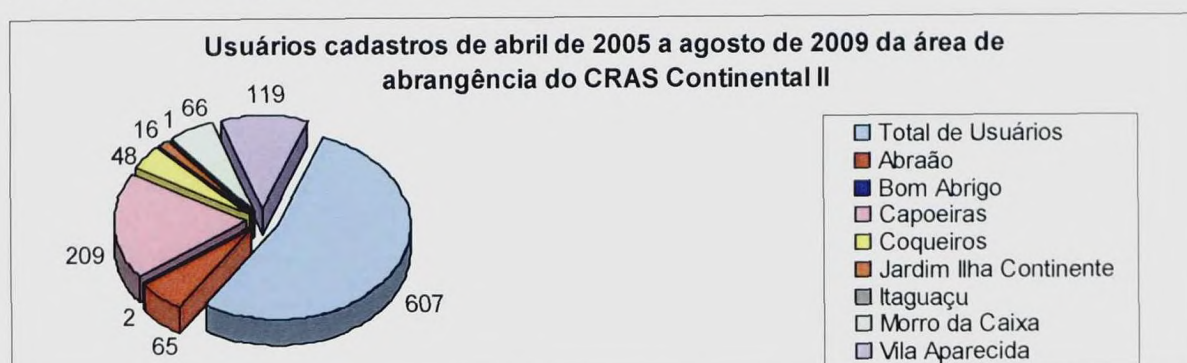 Usuários cadastros de abril de 2005 a agosto de 2009 da área de
abrangência do CRAS Continental II
119
66
1
16
48
209
2
65
607
Total de Usuários
Abraão
Bom Abrigo
Capoeiras
Coqueiros
Jardim Ilha Continente
Itaguaçu
Morro da Caixa
Vila Aparecida